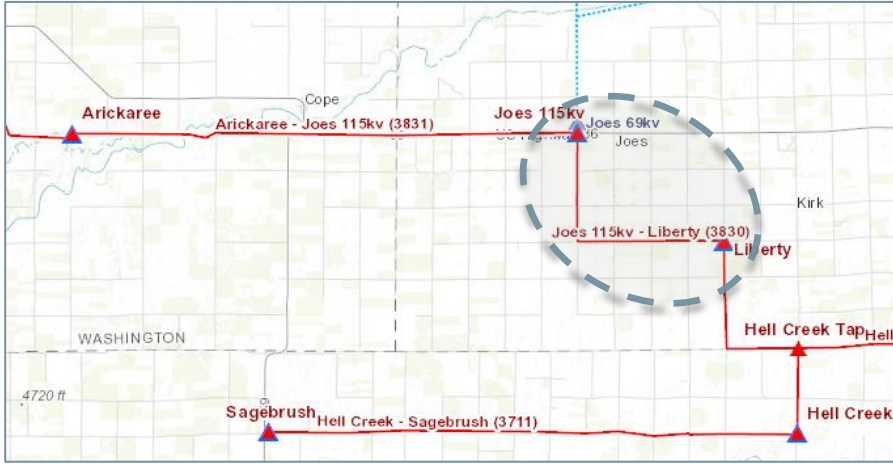 Arickaree
Cope
Arickaree - Joes 115kv (3831)
Joes 115kv
Joes 69kv
Joes
Kirk
Joes 115kv - Liberty (3830)
Liberty
WASHINGTON
Hell Creek Tap
Hell
4720 ft
Sagebrush
Hell Creek - Sagebrush (3711)
Hell Creek